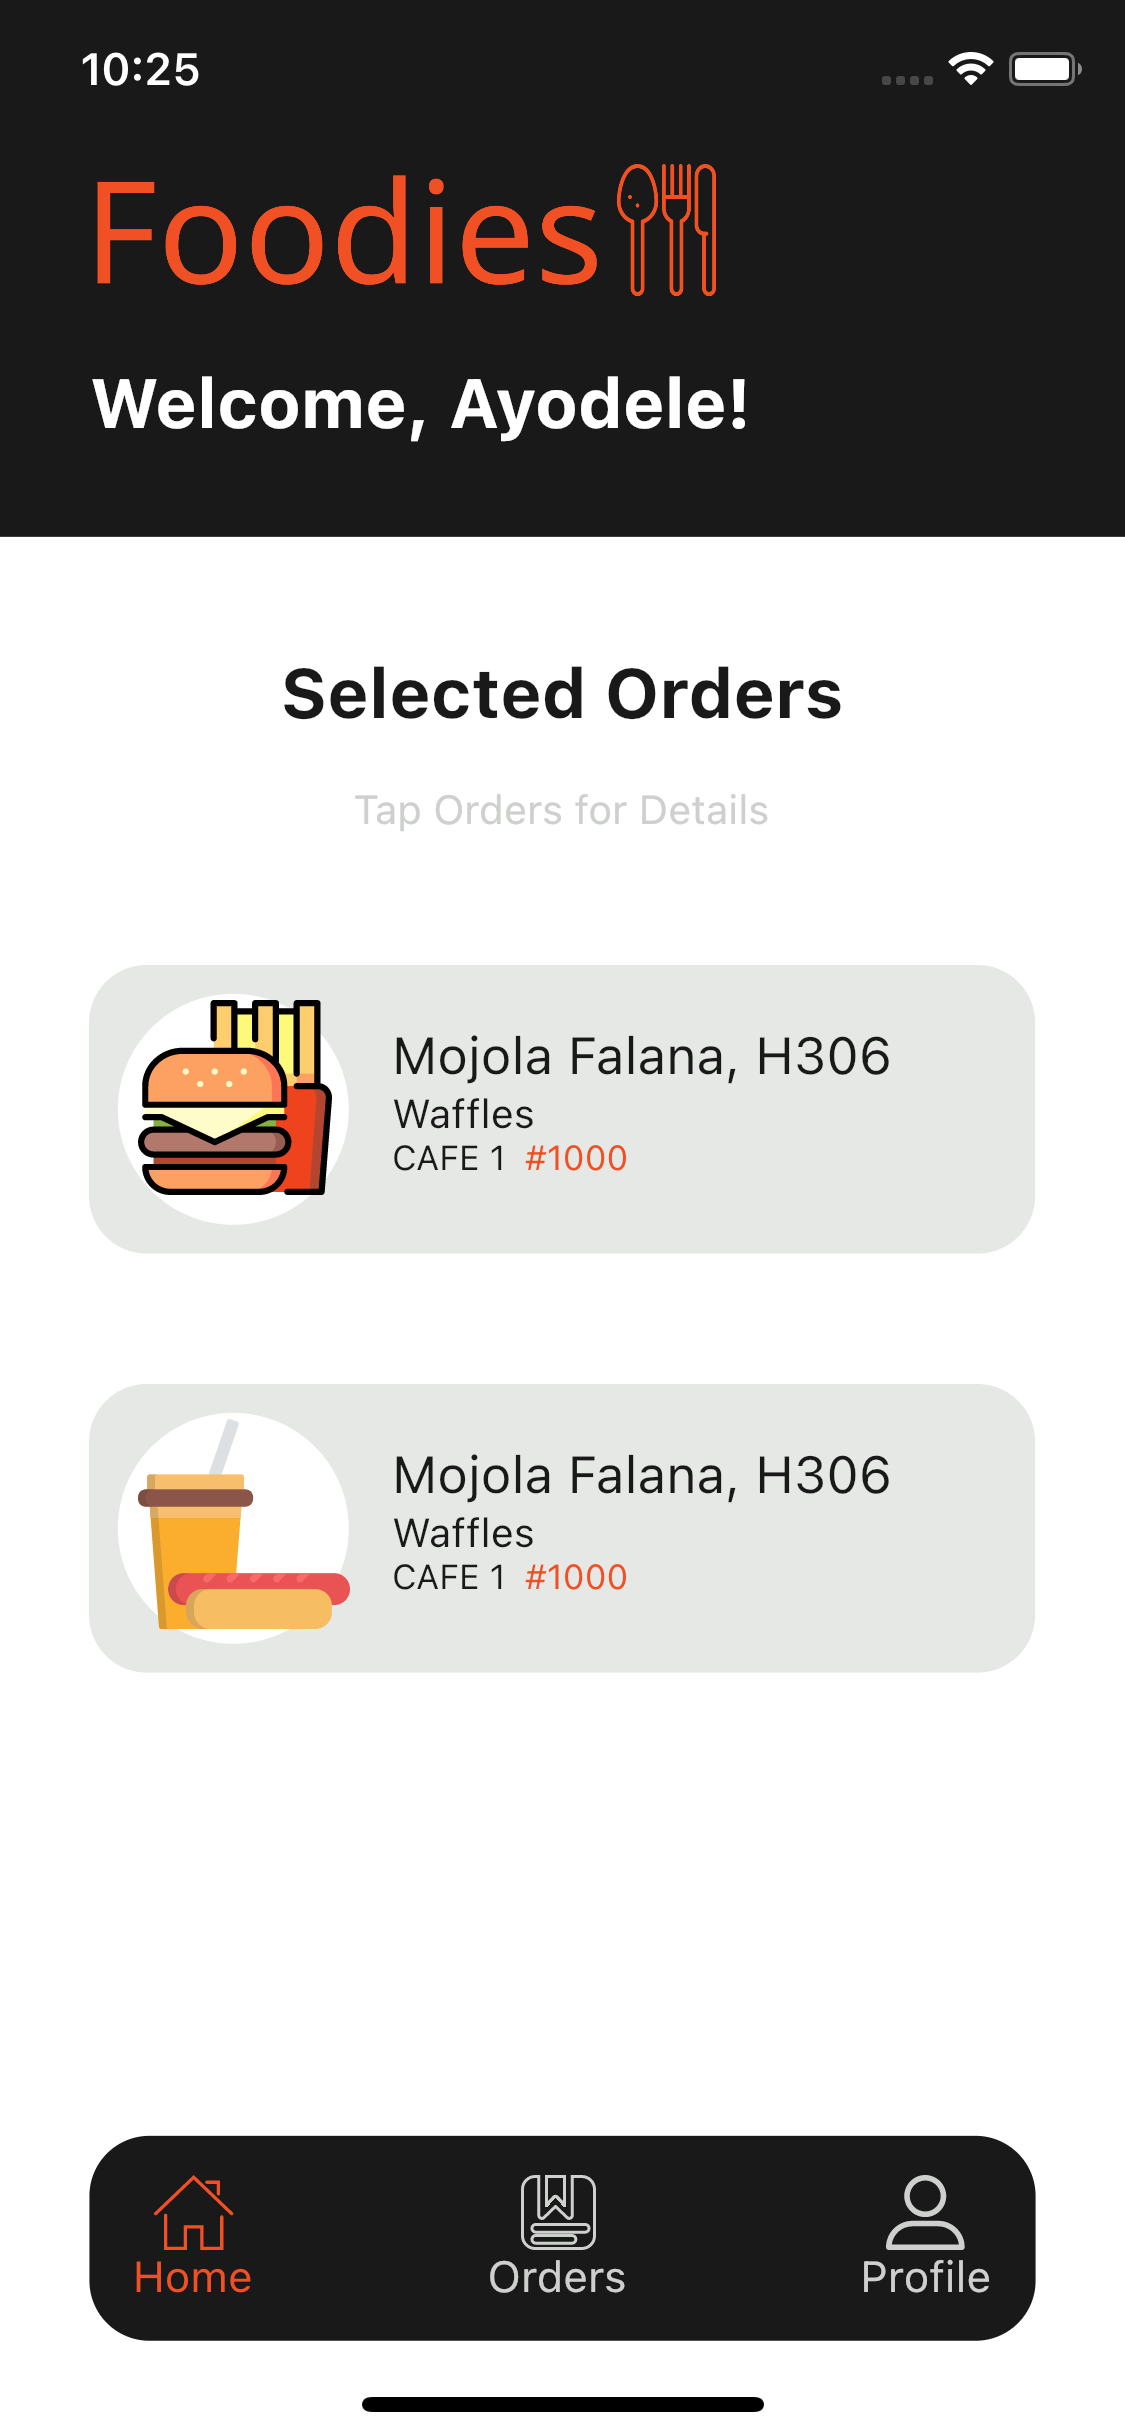 10:25
Foodies
Welcome, Ayodele!
Selected Orders
Tap Orders for Details
Mojola Falana, H306
Waffles
CAFE 1 #1000
Mojola Falana, H306
Waffles
CAFE 1 #1000
Home Orders Profile